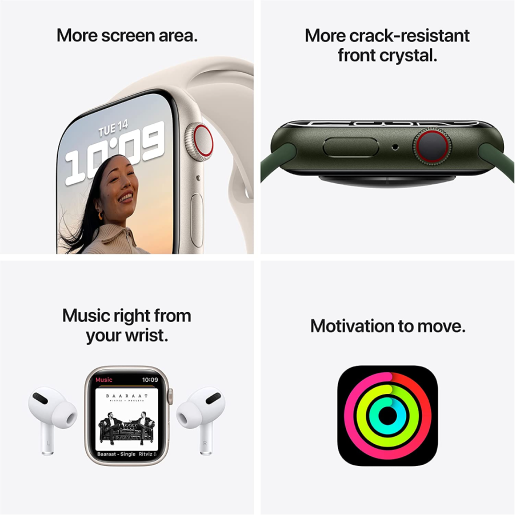 More screen area.
TUE 14
10:09
More crack-resistant
front crystal.
Music right from
your wrist.
Music 10:09
BAARAAT
Baaraat - Single Ritviz
Motivation to move.